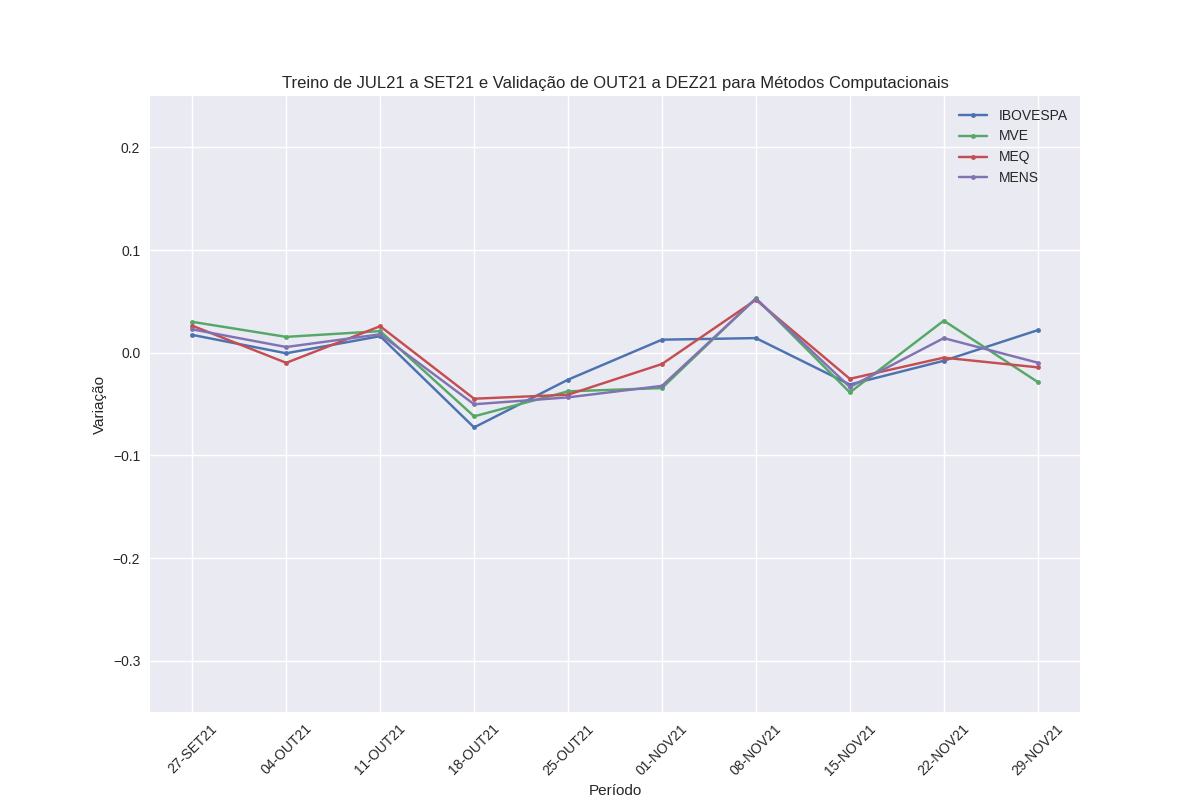 Treino de JUL21 a SET21 e Validação de OUT21 a DEZ21 para Métodos Computacionais
IBOVESPA
MVE
MEQ
MENS
0.2
0.1
0.0
−0.1
−0.2
−0.3
Variação
27-SET21
04-OUT21
11-OUT21
18-OUT21
25-OUT21
01-NOV21
08-NOV21
15-NOV21
22-NOV21
29-NOV21
Período